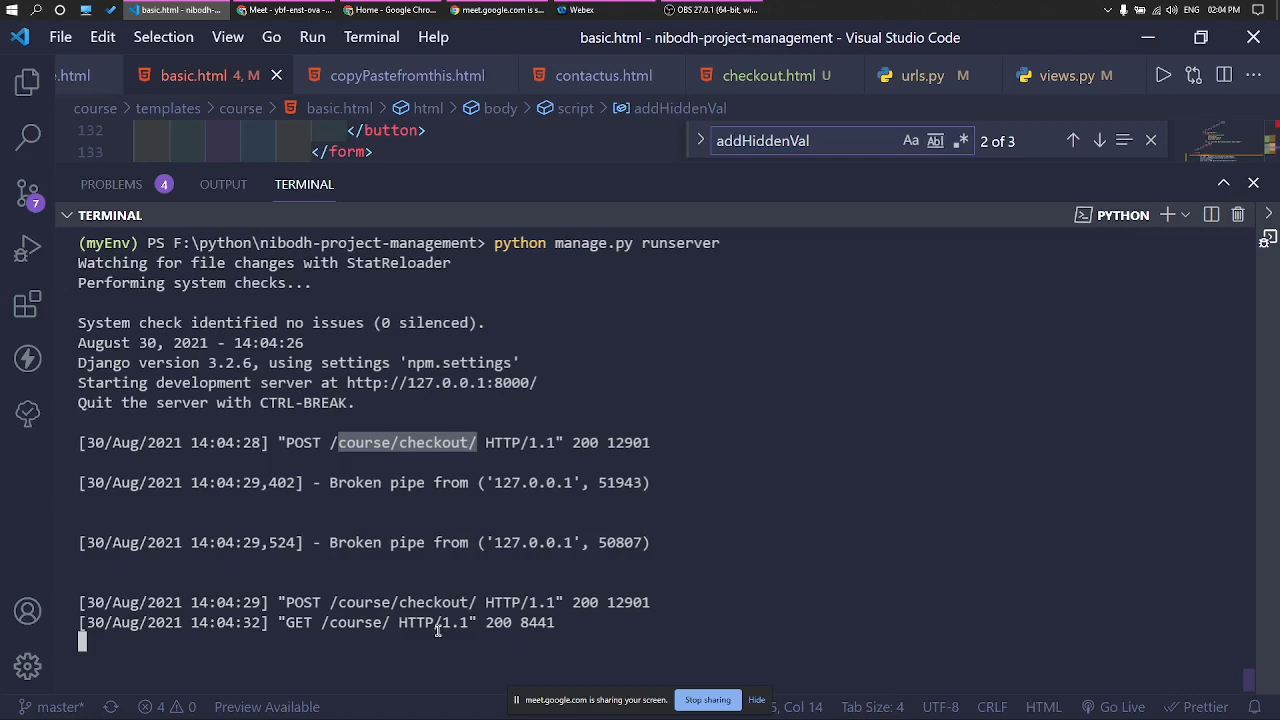 basic.html - nibodh-...
Meet - ybf-enst-ova ...
Home - Google Chro...
meet.google.com is s...
Webex
OBS 27.0.1 (64-bit, w...
ENG
02:04 PM
File Edit Selection View Go Run Terminal Help
basic.html - nibodh-project-management - Visual Studio Code
e.html
basic.html 4, M
copyPastefromthis.html
contactus.html
checkout.html U
urls.py M
views.py M
course > templates > course > basic.html > html > body > script > addHiddenVal
132 </button>
133 </form>
addHiddenVal Aa Abl .* 2 of 3
PROBLEMS 4 OUTPUT TERMINAL
TERMINAL
PYTHON
7
(myEnv) PS F:\python\nibodh-project-management> python manage.py runserver
Watching for file changes with StatReloader
Performing system checks...
System check identified no issues (0 silenced).
August 30, 2021 - 14:04:26
Django version 3.2.6, using settings 'npm.settings'
Starting development server at http://127.0.0.1:8000/
Quit the server with CTRL-BREAK.
[30/Aug/2021 14:04:28] "POST /course/checkout/ HTTP/1.1" 200 12901
[30/Aug/2021 14:04:29,402] - Broken pipe from ('127.0.0.1', 51943)
[30/Aug/2021 14:04:29,524] - Broken pipe from ('127.0.0.1', 50807)
[30/Aug/2021 14:04:29] "POST /course/checkout/ HTTP/1.1" 200 12901
[30/Aug/2021 14:04:32] "GET /course/ HTTP/1.1" 200 8441
meet.google.com is sharing your screen. Stop sharing Hide
master* 4 0 Preview Available
5, Col 14 Tab Size: 4 UTF-8 CRLF HTML Go Live Prettier